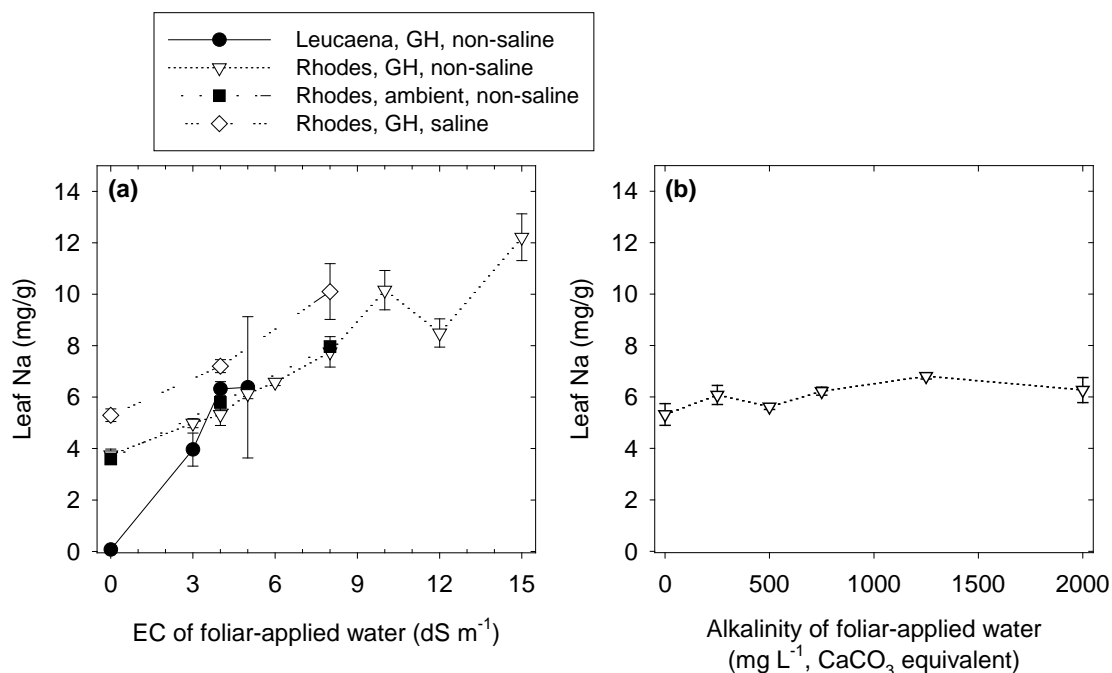 Leucaena, GH, non-saline
Rhodes, GH, non-saline
Rhodes, ambient, non-saline
Rhodes, GH, saline
(a)
14
12
10
8
6
4
2
0
Leaf Na (mg/g)
0 3 6 9 12 15
EC of foliar-applied water (dS m⁻¹)
(b)
14
12
10
8
6
4
2
0
Leaf Na (mg/g)
0 500 1000 1500 2000
Alkalinity of foliar-applied water
(mg L⁻¹, CaCO₃ equivalent)